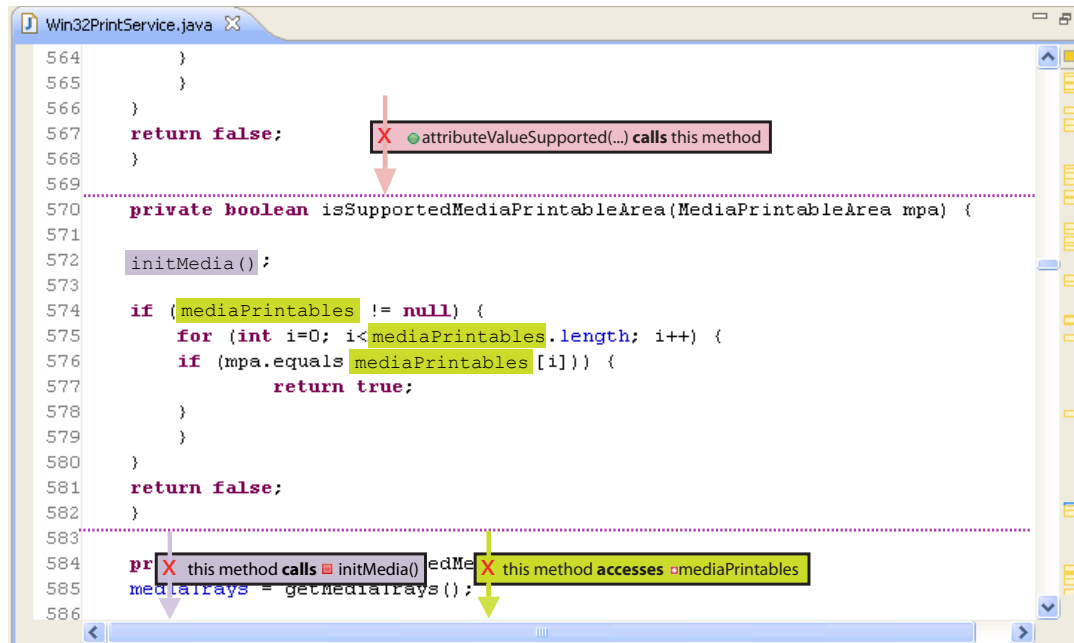 Win32PrintService.java
564 }
565 }
566 }
567 return false;
X attributeValueSupported(...) calls this method
568 }
569
570 private boolean isSupportedMediaPrintableArea(MediaPrintableArea mpa) {
571
572 initMedia();
573
574 if (mediaPrintables != null) {
575 for (int i=0; i<mediaPrintables.length; i++) {
576 if (mpa.equals mediaPrintables[i])) {
577 return true;
578 }
579 }
580 }
581 return false;
582 }
583
584 pr edMe
X this method calls initMedia()
X this method accesses mediaPrintables
585 mediaTrays = getMediaTrays();
586